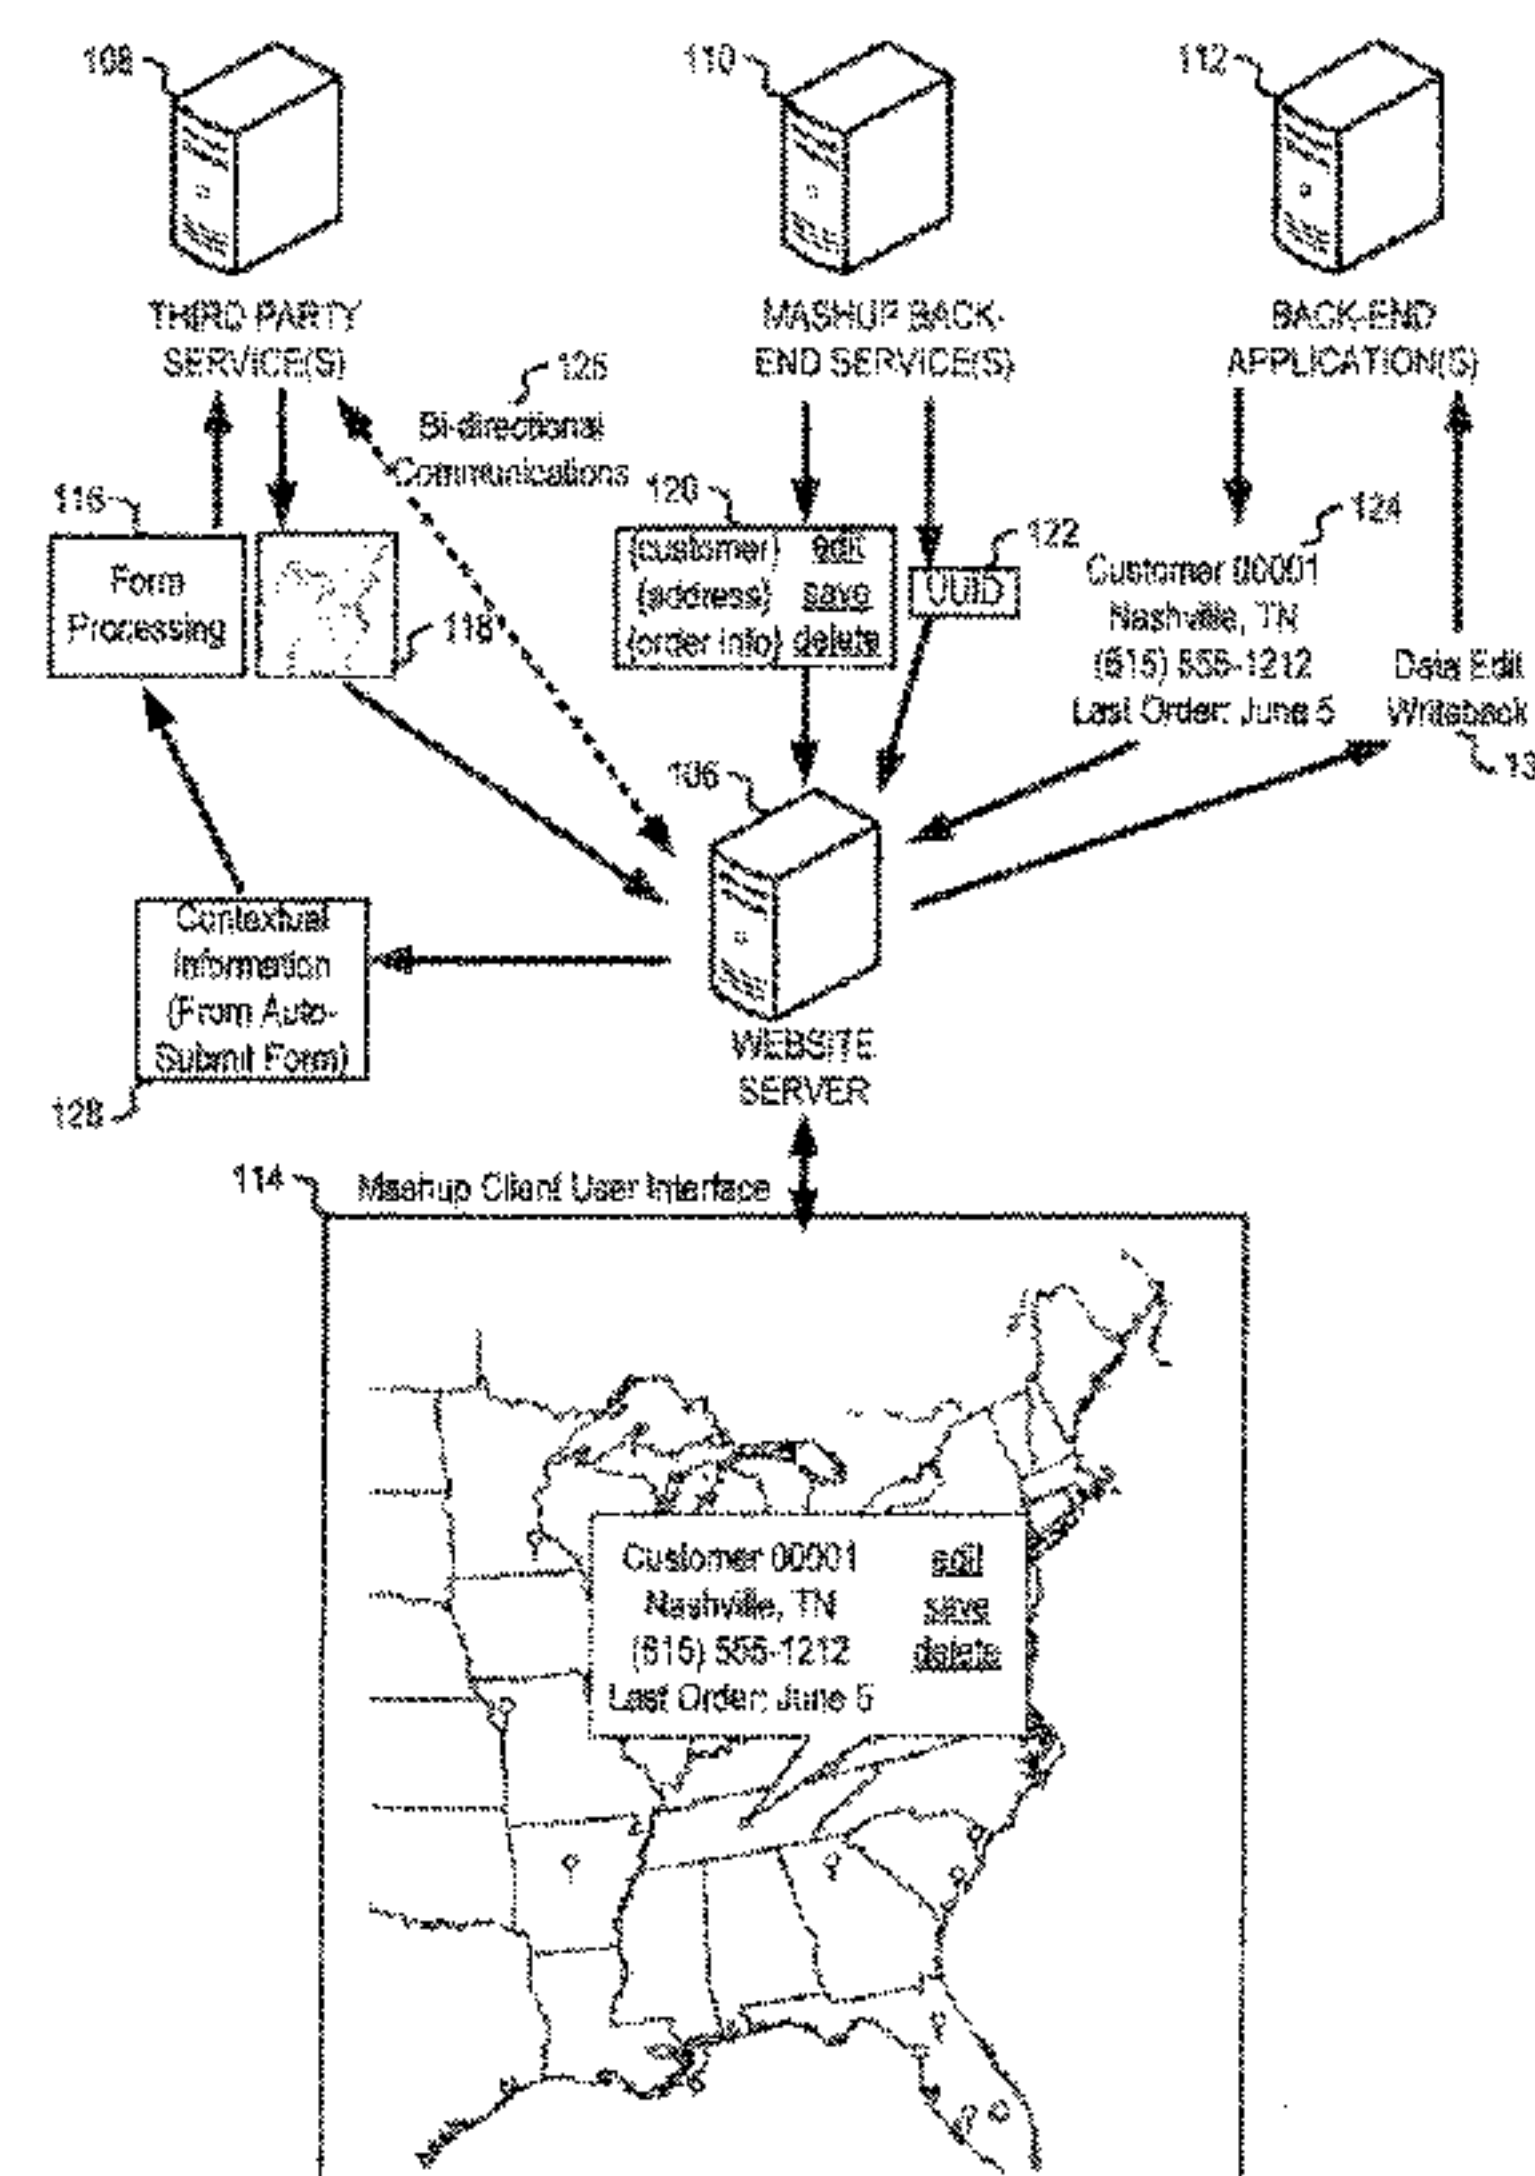 108
110
112
THIRD PARTY
SERVICE(S)
MASHUP BACK-
END SERVICE(S)
BACK-END
APPLICATION(S)
125
Bi-directional
Communications
116
Form
Processing
118
120
{customer} edit
{address} save
{order info} delete
122
UUID
124
Customer 00001
Nashville, TN
(615) 555-1212
Last Order: June 5
Data Edit
Writeback
13
106
WEBSITE
SERVER
Contextual
Information
(From Auto-
Submit Form)
128
114
Mashup Client User Interface
Customer 00001 edit
Nashville, TN save
(615) 555-1212 delete
Last Order: June 5